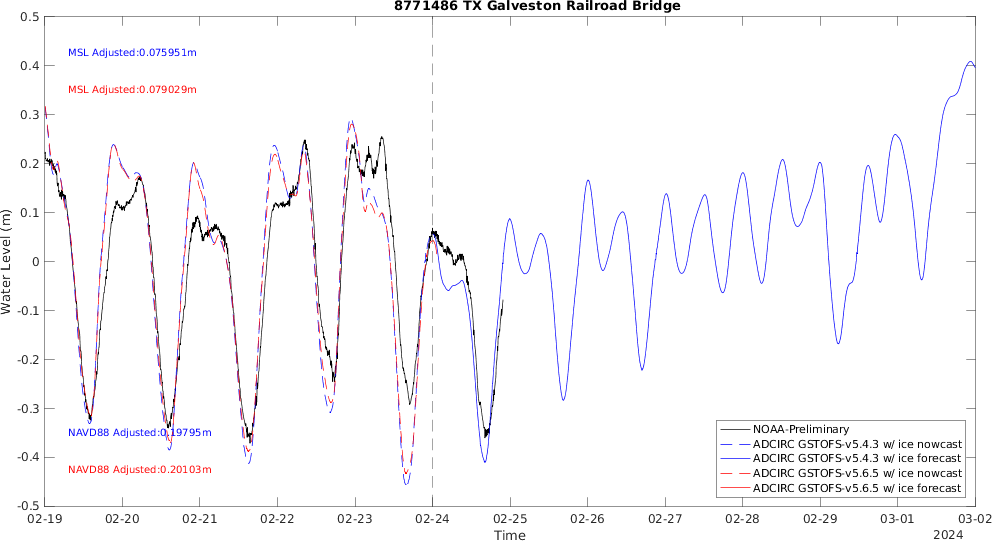 8771486 TX Galveston Railroad Bridge
0.5
0.4
0.3
0.2
0.1
0
-0.1
-0.2
-0.3
-0.4
-0.5
Water Level (m)
MSL Adjusted:0.075951m
MSL Adjusted:0.079029m
NAVD88 Adjusted:0.19795m
NAVD88 Adjusted:0.20103m
NOAA-Preliminary
ADCIRC GSTOFS-v5.4.3 w/ ice nowcast
ADCIRC GSTOFS-v5.4.3 w/ ice forecast
ADCIRC GSTOFS-v5.6.5 w/ ice nowcast
ADCIRC GSTOFS-v5.6.5 w/ ice forecast
02-19 02-20 02-21 02-22 02-23 02-24 02-25 02-26 02-27 02-28 02-29 03-01 03-02
Time
2024